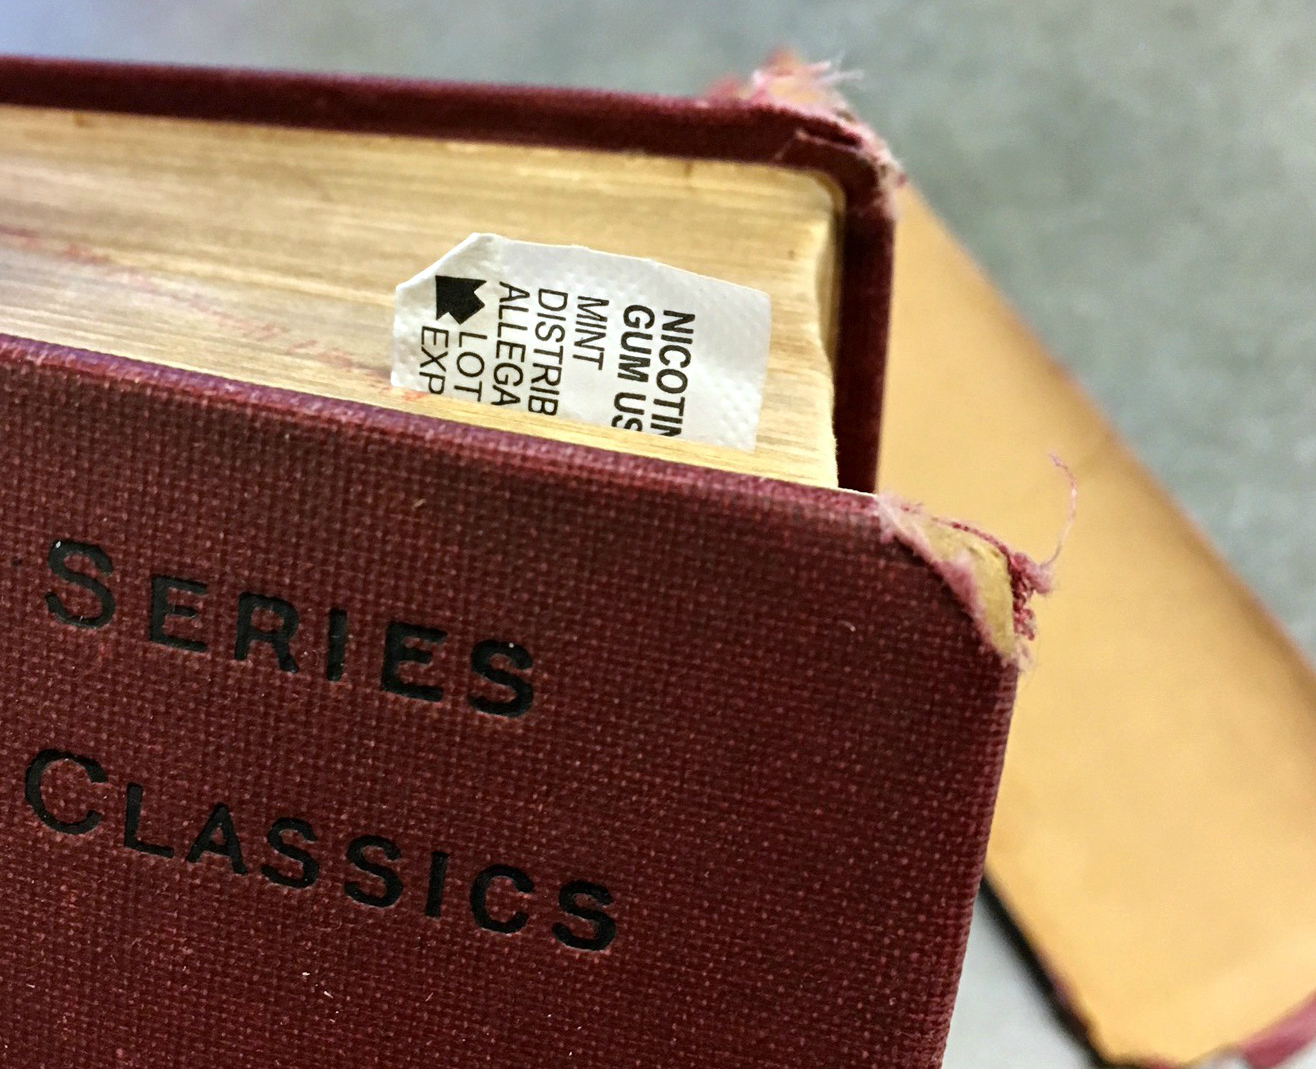 NICOTIN
GUM US
MINT
DISTRIB
ALLEGA
LOT
EXP
SERIES
CLASSICS